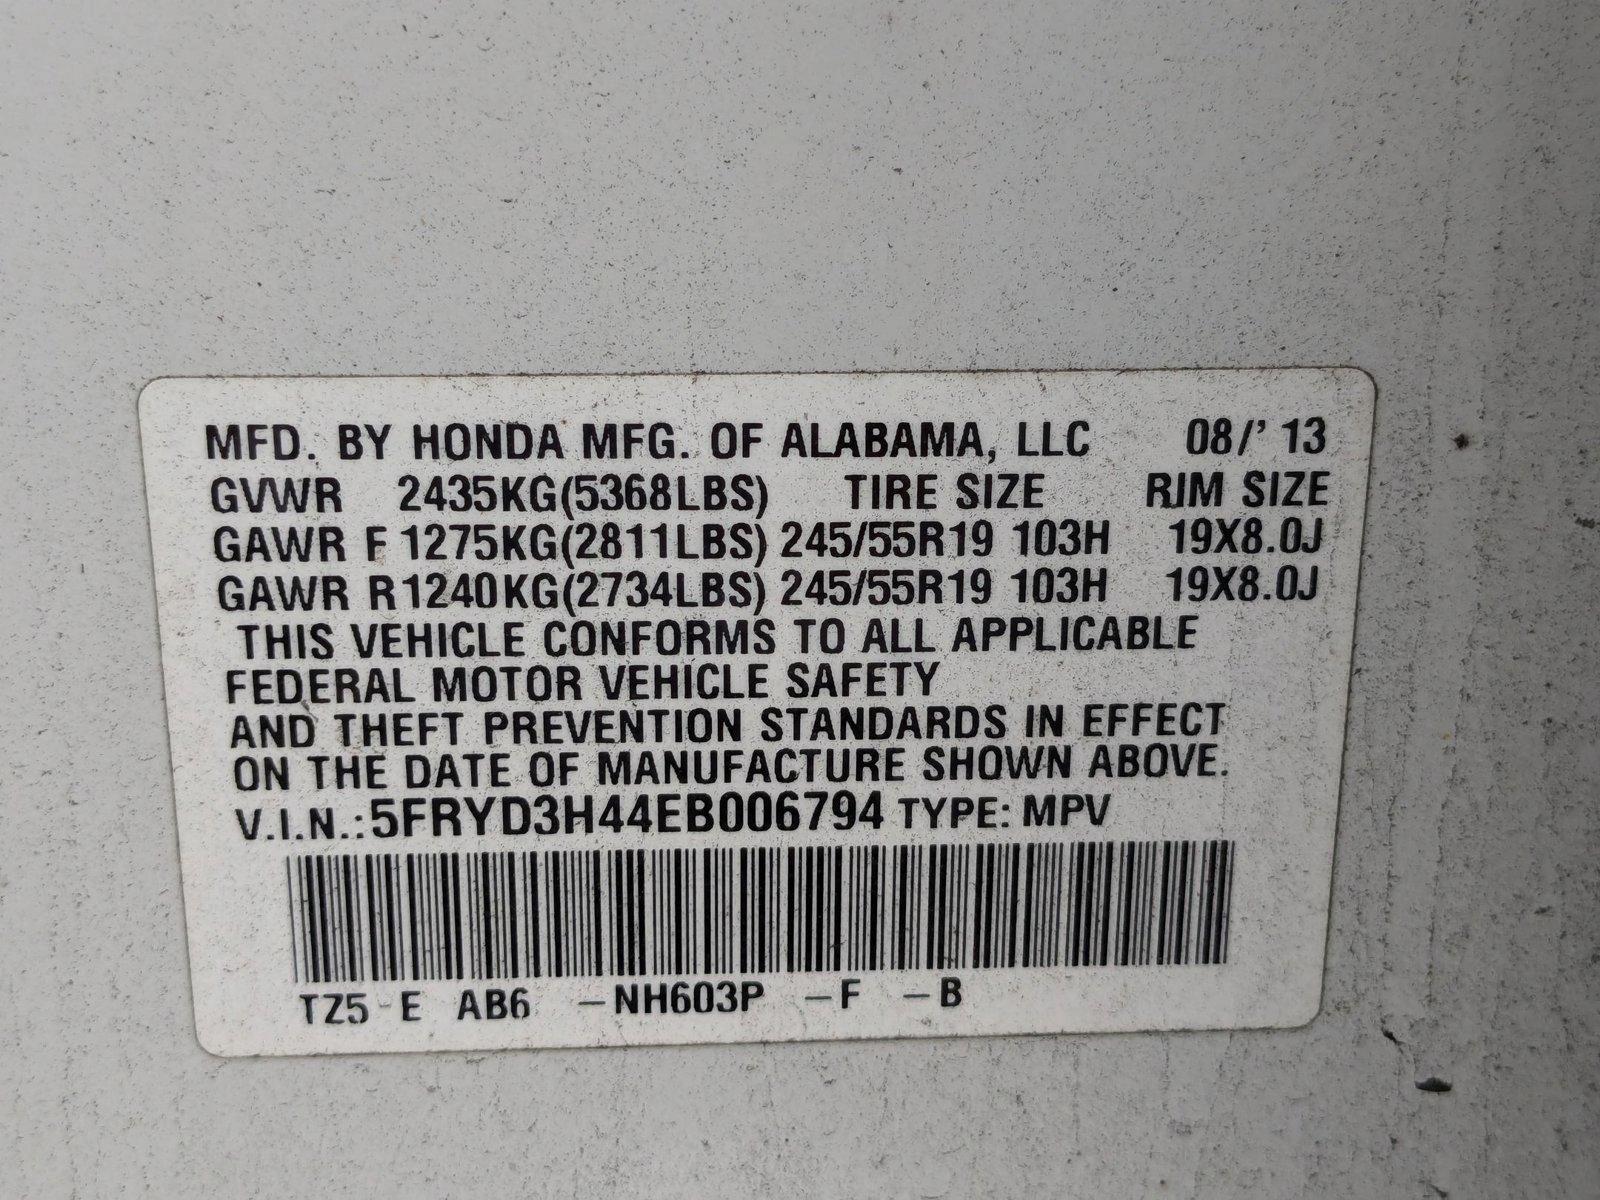 MFD. BY HONDA MFG. OF ALABAMA, LLC 08/' 13
GVWR 2435KG(5368LBS) TIRE SIZE RIM SIZE
GAWR F 1275KG(2811LBS) 245/55R19 103H 19X8.0J
GAWR R 1240KG(2734LBS) 245/55R19 103H 19X8.0J
THIS VEHICLE CONFORMS TO ALL APPLICABLE
FEDERAL MOTOR VEHICLE SAFETY
AND THEFT PREVENTION STANDARDS IN EFFECT
ON THE DATE OF MANUFACTURE SHOWN ABOVE.
V.I.N.:5FRYD3H44EB006794 TYPE: MPV
TZ5-E AB6 -NH603P -F -B